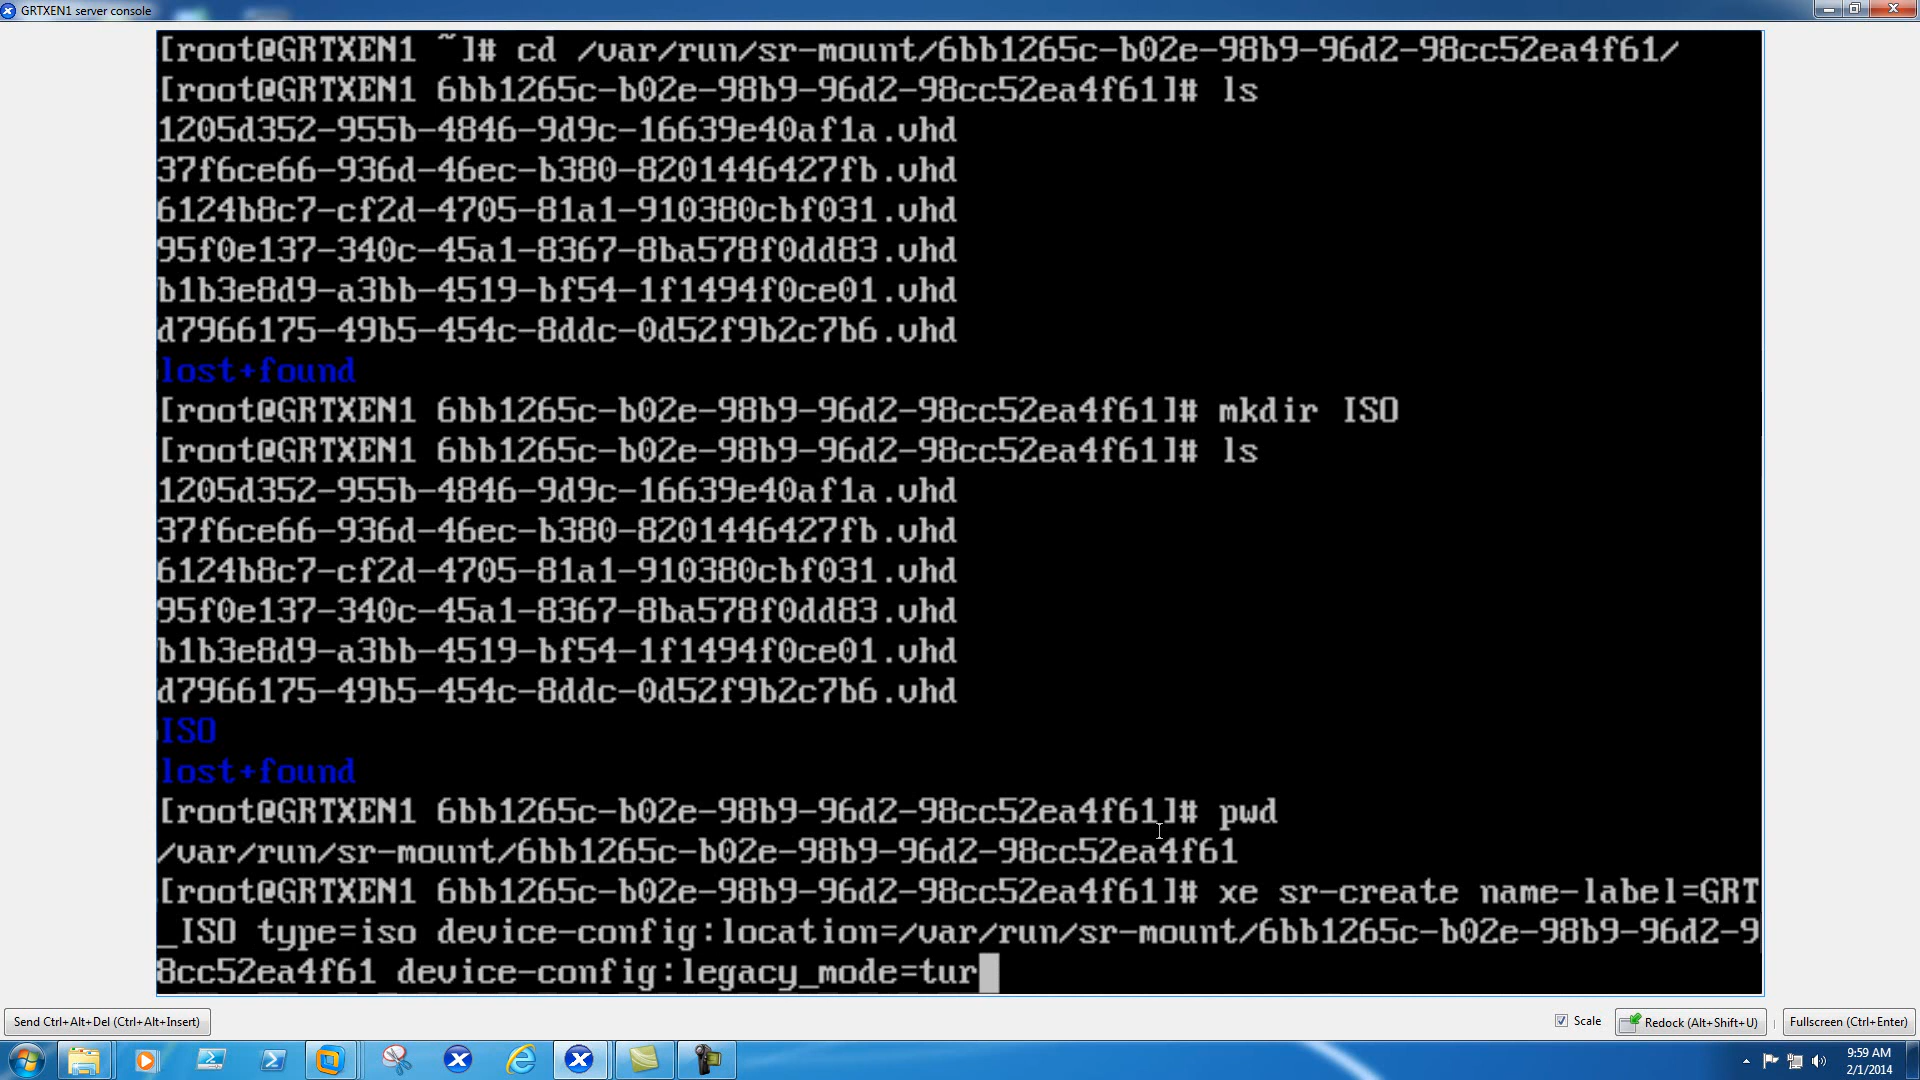 GRTXEN1 server console
[root@GRTXEN1 ~]# cd /var/run/sr-mount/6bb1265c-b02e-98b9-96d2-98cc52ea4f61/
[root@GRTXEN1 6bb1265c-b02e-98b9-96d2-98cc52ea4f61]# ls
1205d352-955b-4846-9d9c-16639e40af1a.vhd
37f6ce66-936d-46ec-b380-8201446427fb.vhd
6124b8c7-cf2d-4705-81a1-910380cbf031.vhd
95f0e137-340c-45a1-8367-8ba578f0dd83.vhd
b1b3e8d9-a3bb-4519-bf54-1f1494f0ce01.vhd
d7966175-49b5-454c-8ddc-0d52f9b2c7b6.vhd
lost+found
[root@GRTXEN1 6bb1265c-b02e-98b9-96d2-98cc52ea4f61]# mkdir ISO
[root@GRTXEN1 6bb1265c-b02e-98b9-96d2-98cc52ea4f61]# ls
1205d352-955b-4846-9d9c-16639e40af1a.vhd
37f6ce66-936d-46ec-b380-8201446427fb.vhd
6124b8c7-cf2d-4705-81a1-910380cbf031.vhd
95f0e137-340c-45a1-8367-8ba578f0dd83.vhd
b1b3e8d9-a3bb-4519-bf54-1f1494f0ce01.vhd
d7966175-49b5-454c-8ddc-0d52f9b2c7b6.vhd
ISO
lost+found
[root@GRTXEN1 6bb1265c-b02e-98b9-96d2-98cc52ea4f61]# pwd
/var/run/sr-mount/6bb1265c-b02e-98b9-96d2-98cc52ea4f61
[root@GRTXEN1 6bb1265c-b02e-98b9-96d2-98cc52ea4f61]# xe sr-create name-label=GRT
_ISO type=iso device-config:location=/var/run/sr-mount/6bb1265c-b02e-98b9-96d2-9
8cc52ea4f61 device-config:legacy_mode=tur
Send Ctrl+Alt+Del (Ctrl+Alt+Insert)
Scale
Redock (Alt+Shift+U)
Fullscreen (Ctrl+Enter)
9:59 AM
2/1/2014